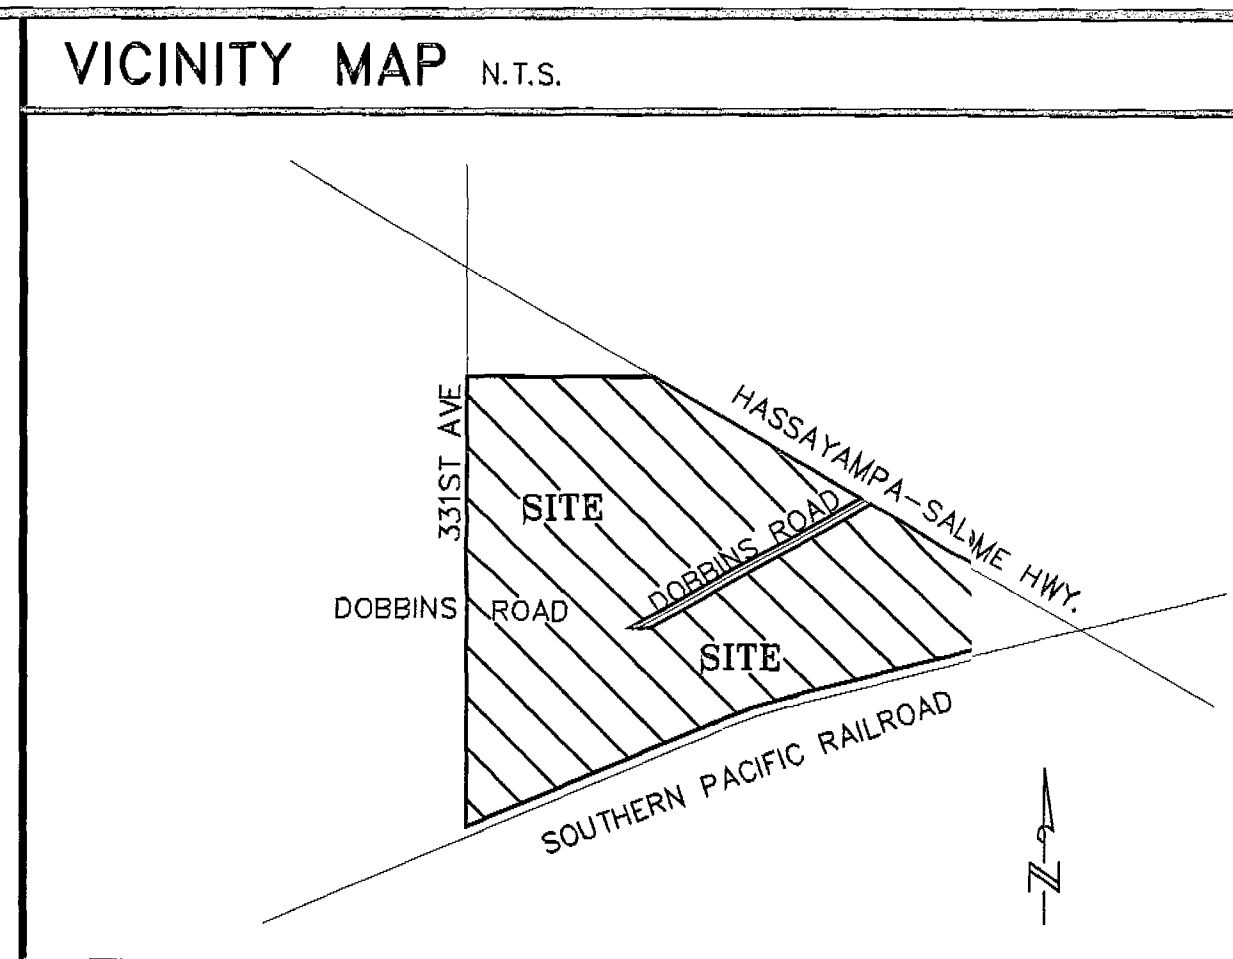 VICINITY MAP N.T.S.
HASSAYAMPA-SALOME HWY.
331ST AVE
SITE
DOBBINS ROAD
DOBBINS ROAD
SITE
SOUTHERN PACIFIC RAILROAD
N